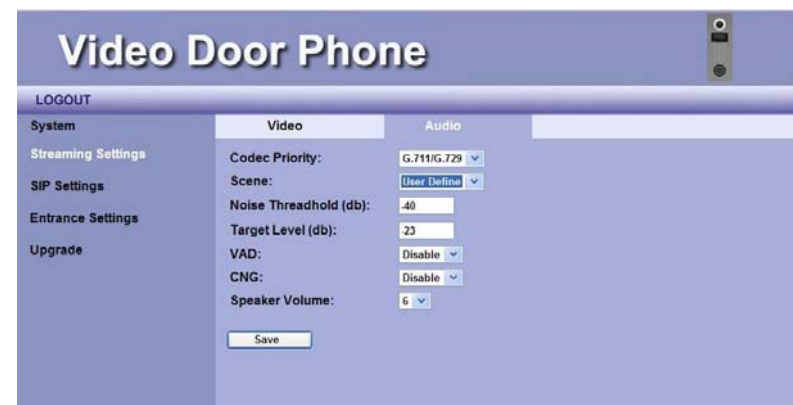 Video Door Phone
LOGOUT
System
Streaming Settings
SIP Settings
Entrance Settings
Upgrade
Video Audio
Codec Priority: G.711/G.729
Scene: User Define
Noise Threadhold (db): -40
Target Level (db): -23
VAD: Disable
CNG: Disable
Speaker Volume: 6
Save